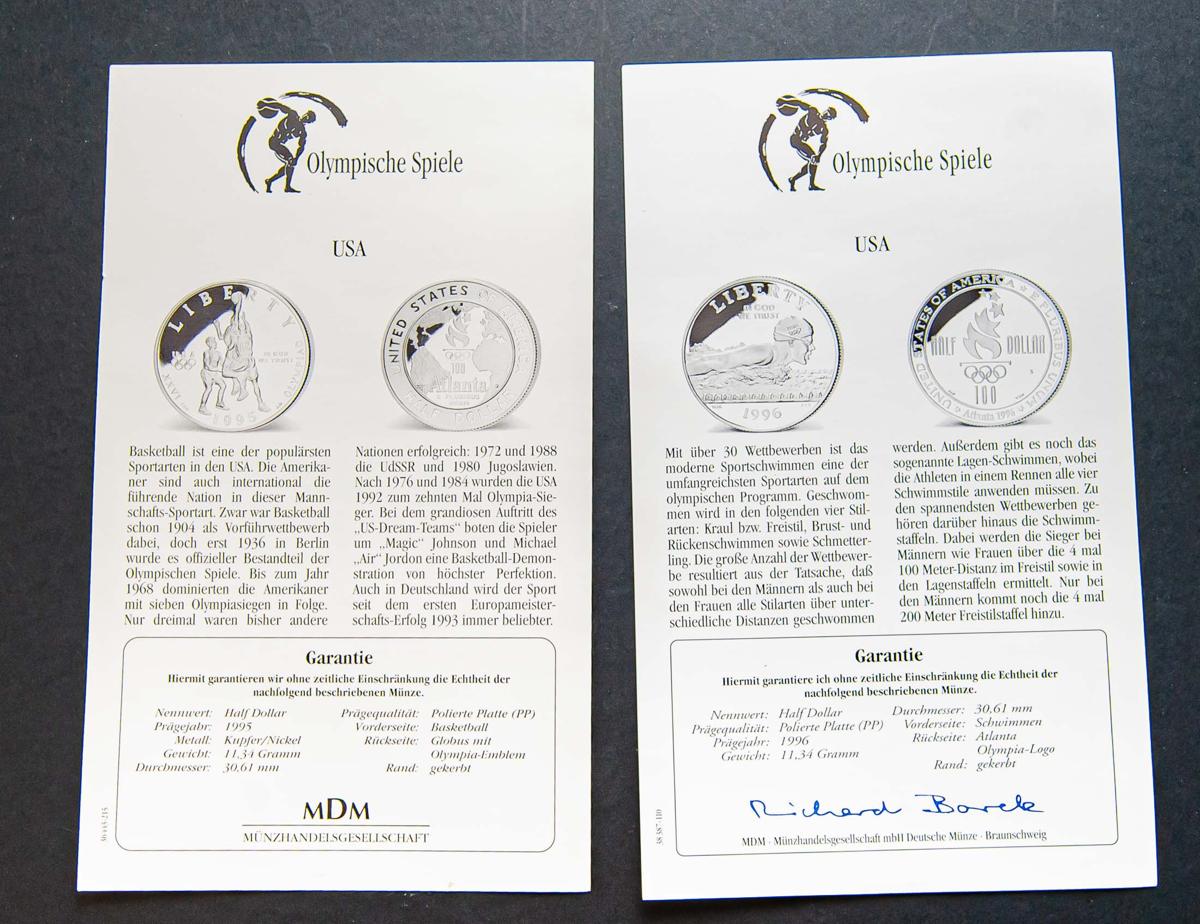 Olympische Spiele
USA
LIBERTY
IN GOD
WE TRUST
1995
UNITED STATES OF AMERICA
100
Atlanta
E PLURIBUS
UNUM
HALF DOLLAR
Basketball ist eine der populärsten
Sportarten in den USA. Die Amerika-
ner sind auch international die
führende Nation in dieser Mann-
schafts-Sportart. Zwar war Basketball
schon 1904 als Vorführwettbewerb
dabei, doch erst 1936 in Berlin
wurde es offizieller Bestandteil der
Olympischen Spiele. Bis zum Jahr
1968 dominierten die Amerikaner
mit sieben Olympiasiegen in Folge.
Nur dreimal waren bisher andere
Nationen erfolgreich: 1972 und 1988
die UdSSR und 1980 Jugoslawien.
Nach 1976 und 1984 wurden die USA
1992 zum zehnten Mal Olympia-Sie-
ger. Bei dem grandiosen Auftritt des
„US-Dream-Teams“ boten die Spieler
um „Magic“ Johnson und Michael
„Air“ Jordon eine Basketball-Demon-
stration von höchster Perfektion.
Auch in Deutschland wird der Sport
seit dem ersten Europameister-
schafts-Erfolg 1993 immer beliebter.
Garantie
Hiermit garantieren wir ohne zeitliche Einschränkung die Echtheit der
nachfolgend beschriebenen Münze.
Nennwert: Half Dollar
Prägejahr: 1995
Metall: Kupfer/Nickel
Gewicht: 11,34 Gramm
Durchmesser: 30,61 mm
Prägequalität: Polierte Platte (PP)
Vorderseite: Basketball
Rückseite: Globus mit
Olympia-Emblem
Rand: gekerbt
MDM
MÜNZHANDELSGESELLSCHAFT
Olympische Spiele
USA
LIBERTY
IN GOD
WE TRUST
1996
UNITED STATES OF AMERICA ★ E PLURIBUS UNUM
HALF DOLLAR
100
Atlanta 1996
Mit über 30 Wettbewerben ist das
moderne Sportschwimmen eine der
umfangreichsten Sportarten auf dem
olympischen Programm. Geschwom-
men wird in den folgenden vier Stil-
arten: Kraul bzw. Freistil, Brust- und
Rückenschwimmen sowie Schmetter-
ling. Die große Anzahl der Wettbewer-
be resultiert aus der Tatsache, daß
sowohl bei den Männern als auch bei
den Frauen alle Stilarten über unter-
schiedliche Distanzen geschwommen
werden. Außerdem gibt es noch das
sogenannte Lagen-Schwimmen, wobei
die Athleten in einem Rennen alle vier
Schwimmstile anwenden müssen. Zu
den spannendsten Wettbewerben ge-
hören darüber hinaus die Schwimm-
staffeln. Dabei werden die Sieger bei
Männern wie Frauen über die 4 mal
100 Meter-Distanz im Freistil sowie in
den Lagenstaffeln ermittelt. Nur bei
den Männern kommt noch die 4 mal
200 Meter Freistilstaffel hinzu.
Garantie
Hiermit garantiere ich ohne zeitliche Einschränkung die Echtheit der
nachfolgend beschriebenen Münze.
Nennwert: Half Dollar
Prägequalität: Polierte Platte (PP)
Prägejahr: 1996
Gewicht: 11,34 Gramm
Durchmesser: 30,61 mm
Vorderseite: Schwimmen
Rückseite: Atlanta
Olympia-Logo
Rand: gekerbt
Richard Borek
MDM · Münzhandelsgesellschaft mbH Deutsche Münze · Braunschweig
38 387-110